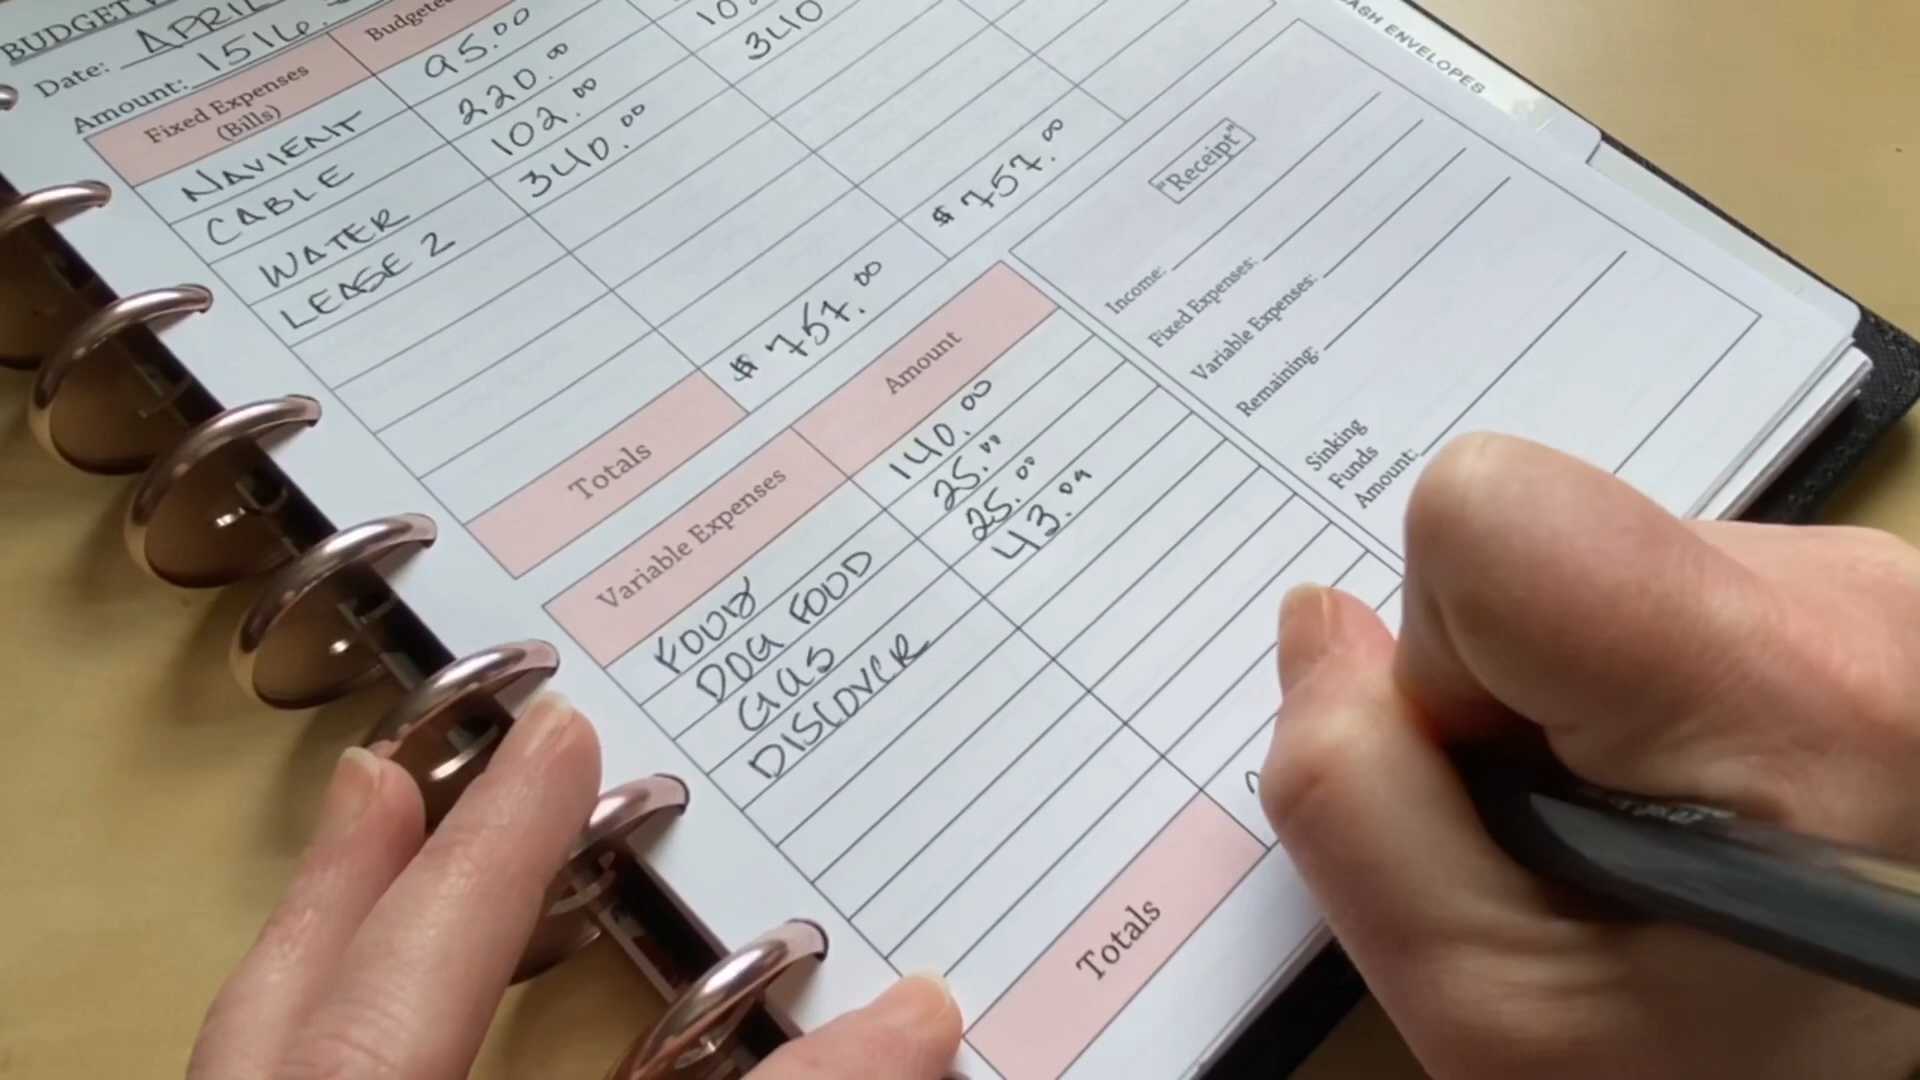 BUDGET
Date: APRIL
Amount: 1516.
Fixed Expenses
(Bills)
Budgeted
NAVIENT 95.00
CABLE 220.00
WATER 102.00
LEASE 2 340.00 340
Totals $757.00 $757.00
Variable Expenses Amount
FOOD 140.00
DOG FOOD 25.00
GAS 25.00
DISCOVER 43.09
Totals
"Receipt"
Income:
Fixed Expenses:
Variable Expenses:
Remaining:
Sinking
Funds
Amount:
CASH ENVELOPES